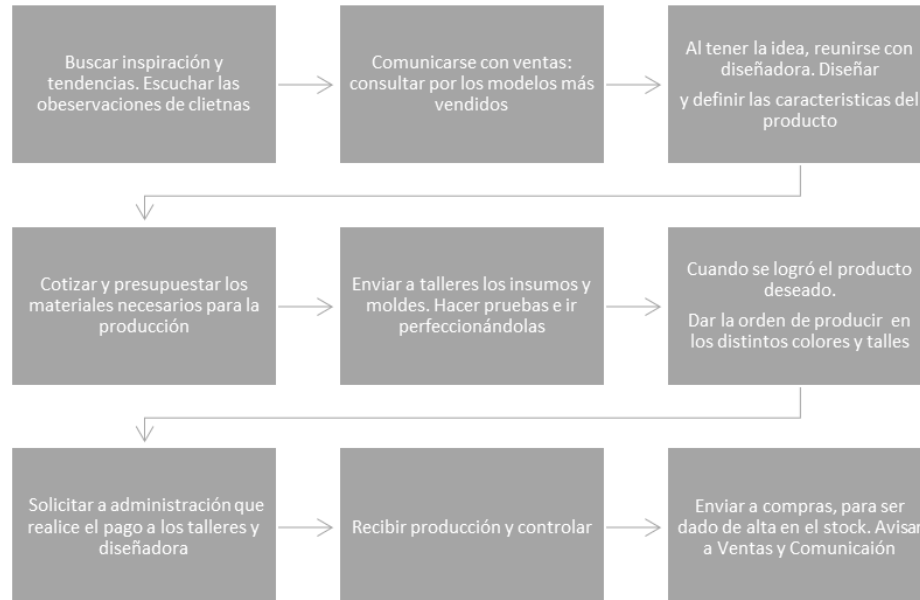 Buscar inspiración y
tendencias. Escuchar las
obeservaciones de clietnas
Comunicarse con ventas:
consultar por los modelos más
vendidos
Al tener la idea, reunirse con
diseñadora. Diseñar
y definir las caracteristicas del
producto
Cotizar y presupuestar los
materiales necesarios para la
producción
Enviar a talleres los insumos y
moldes. Hacer pruebas e ir
perfeccionándolas
Cuando se logró el producto
deseado.
Dar la orden de producir en
los distintos colores y talles
Solicitar a administración que
realice el pago a los talleres y
diseñadora
Recibir producción y controlar
Enviar a compras, para ser
dado de alta en el stock. Avisar
a Ventas y Comunicaión